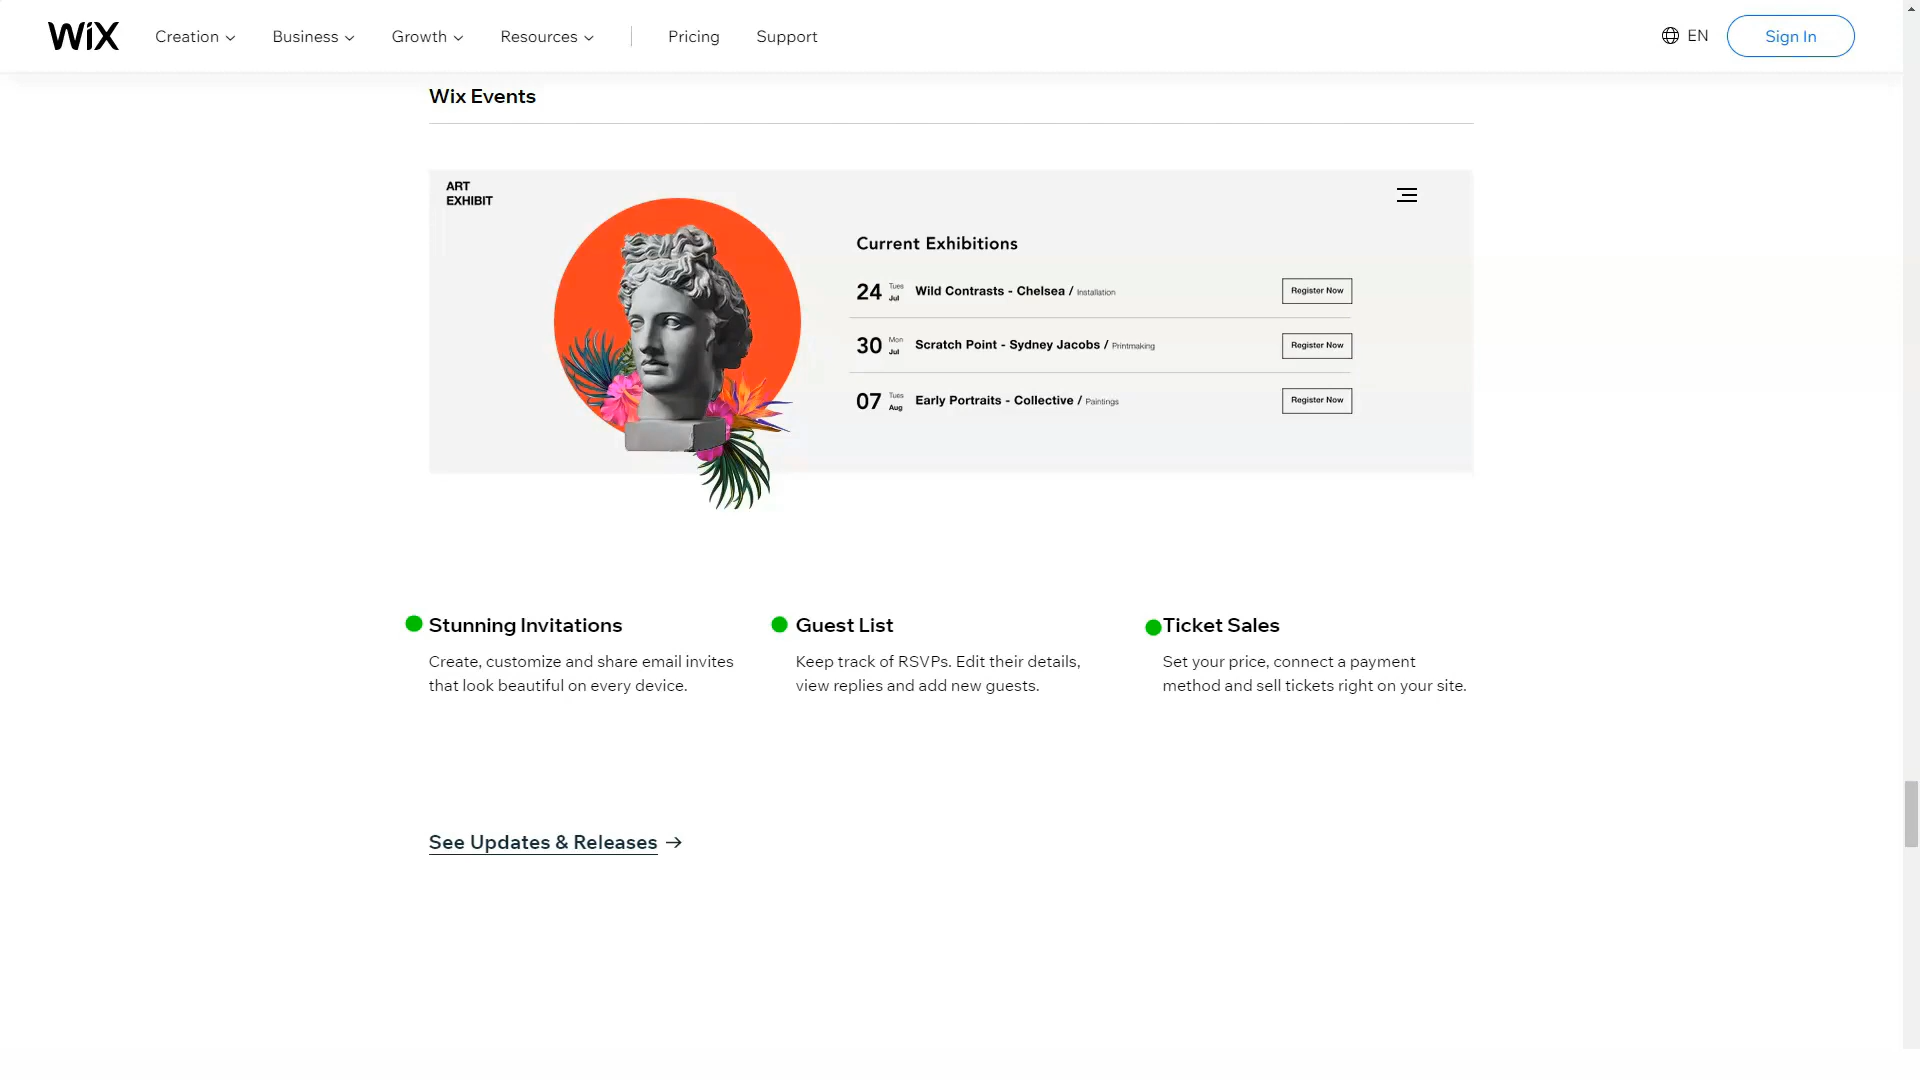 WiX
Creation
Business
Growth
Resources
Pricing
Support
EN
Sign In
Wix Events
ART
EXHIBIT
Current Exhibitions
24 Tues Jul Wild Contrasts - Chelsea / Installation Register Now
30 Mon Jul Scratch Point - Sydney Jacobs / Printmaking Register Now
07 Tues Aug Early Portraits - Collective / Paintings Register Now
Stunning Invitations
Create, customize and share email invites
that look beautiful on every device.
Guest List
Keep track of RSVPs. Edit their details,
view replies and add new guests.
Ticket Sales
Set your price, connect a payment
method and sell tickets right on your site.
See Updates & Releases →